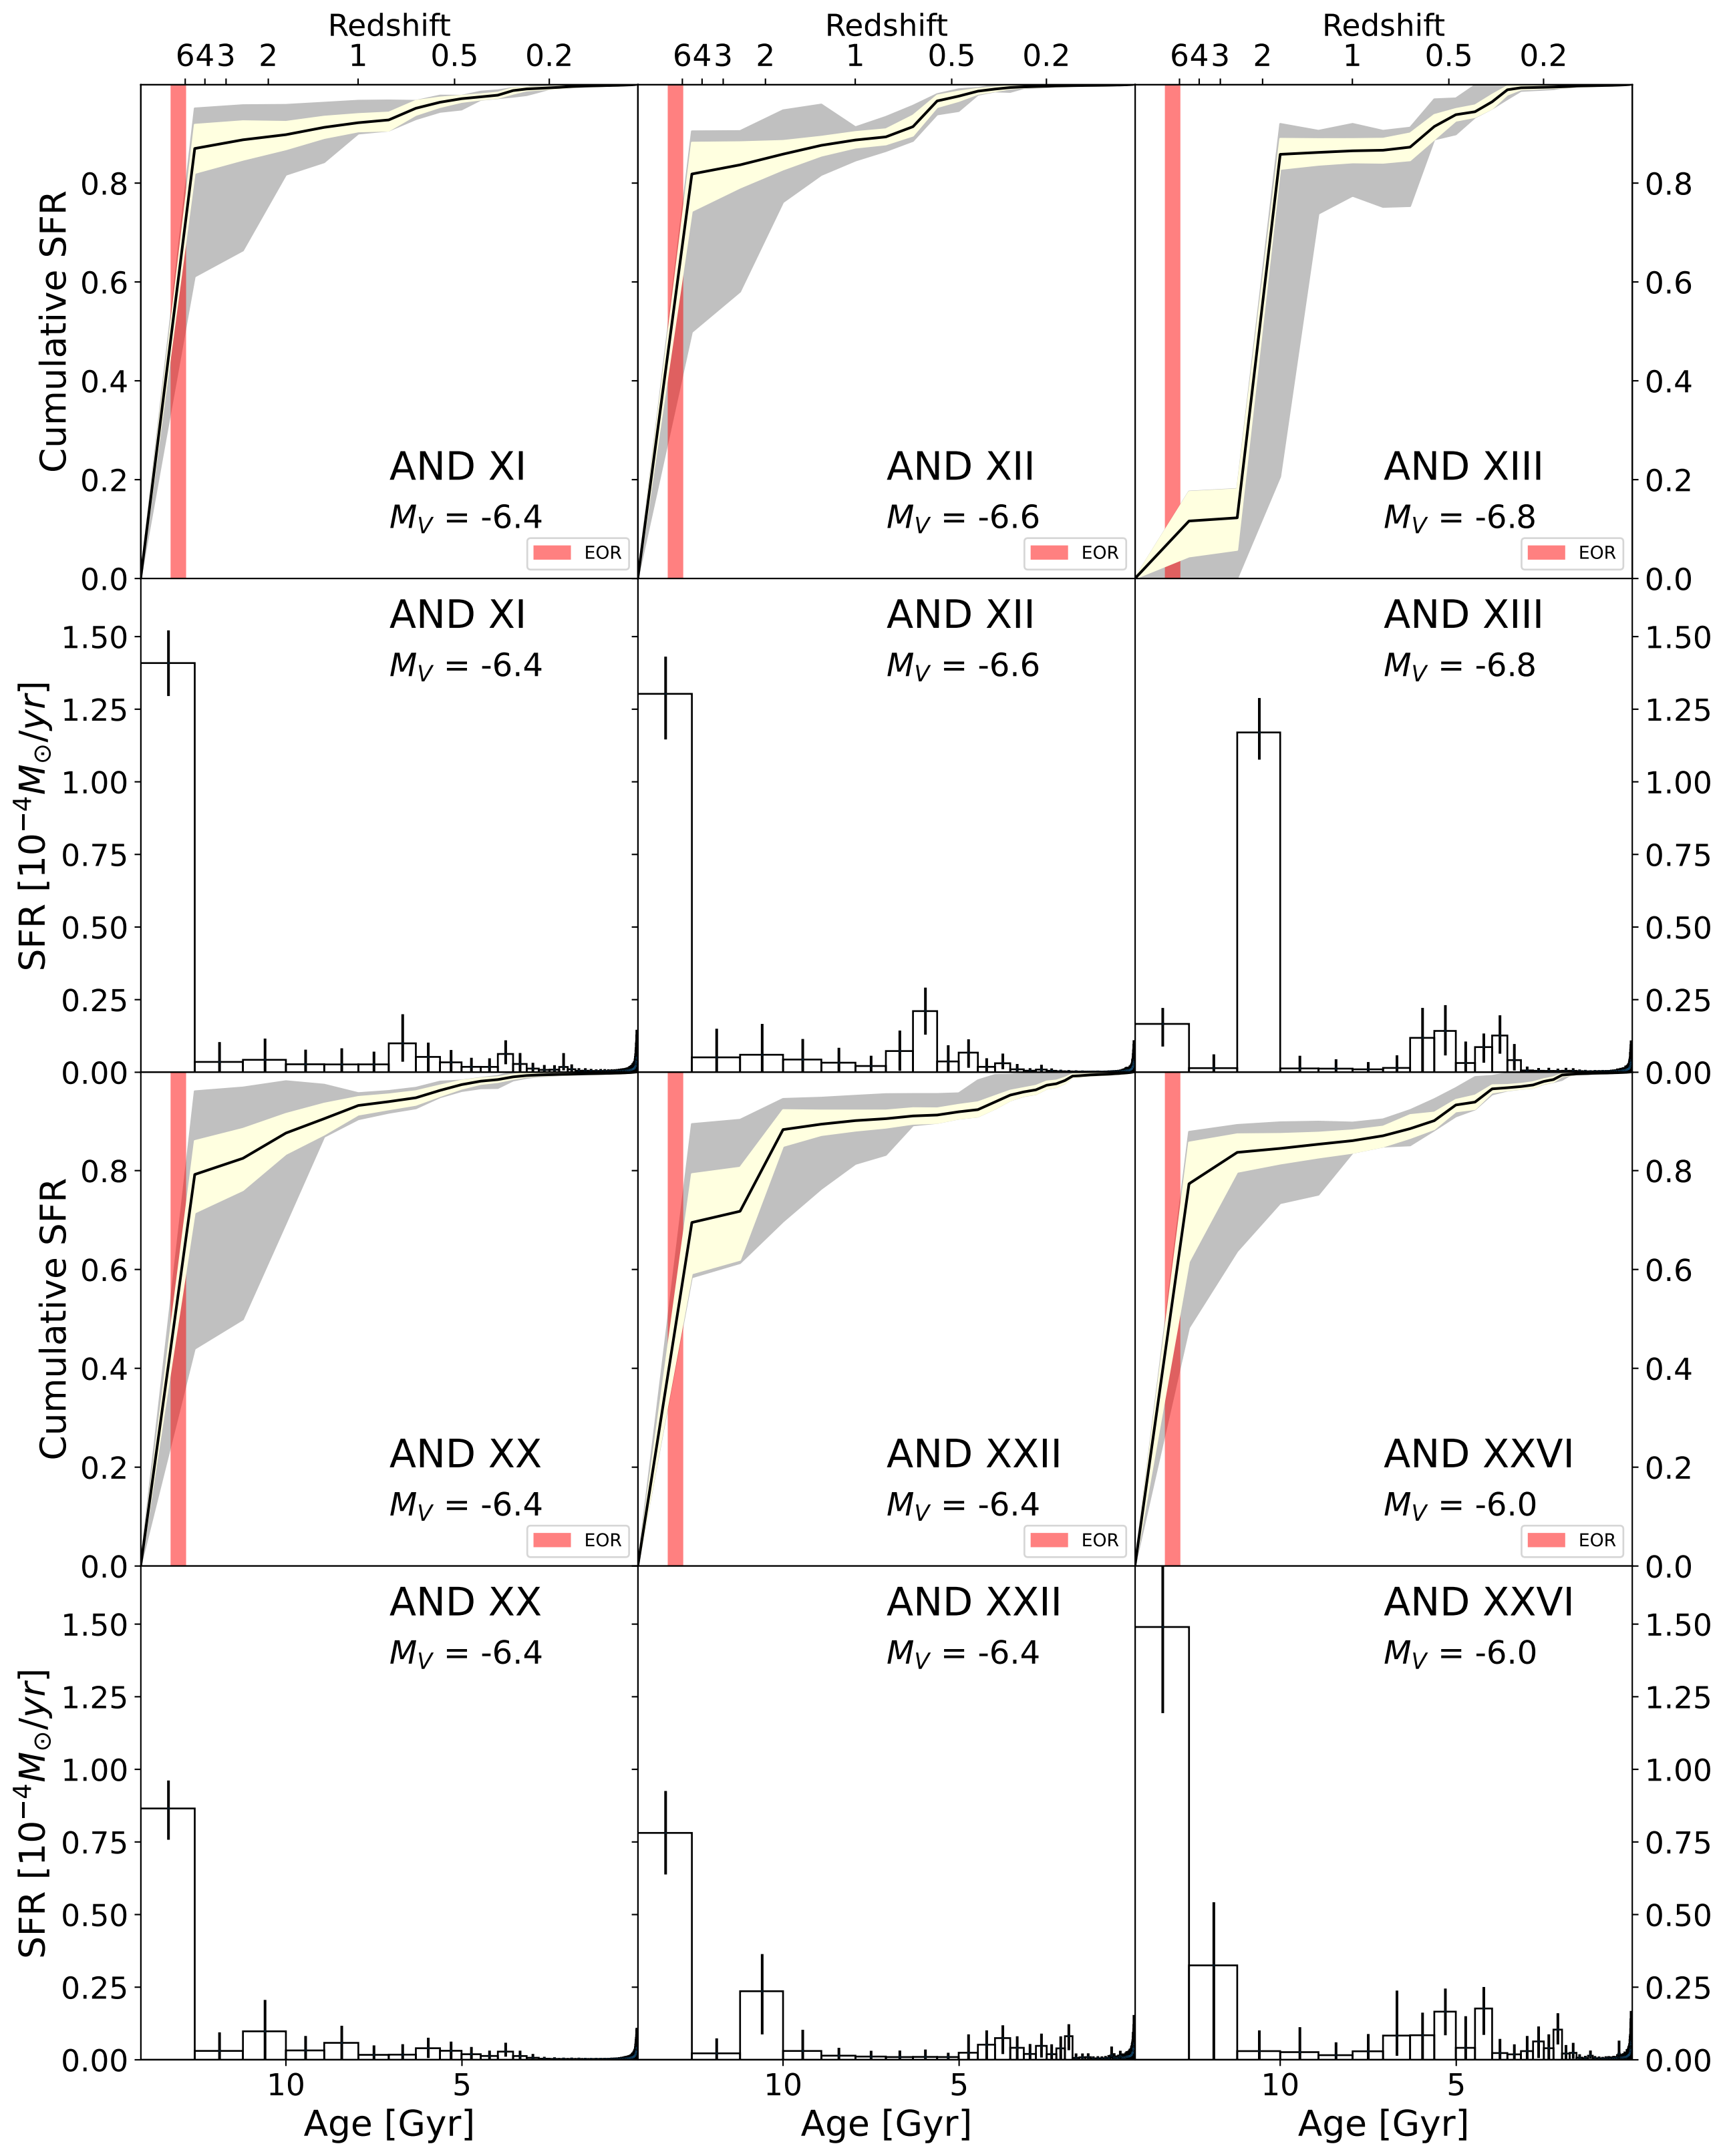 Redshift Redshift Redshift
6 4 3 2 1 0.5 0.2 6 4 3 2 1 0.5 0.2 6 4 3 2 1 0.5 0.2
Cumulative SFR
0.8 0.8
0.6 0.6
0.4 0.4
AND XI AND XII AND XIII
0.2 0.2
M_V = -6.4 M_V = -6.6 M_V = -6.8
EOR EOR EOR
0.0 0.0
SFR [10⁻⁴M⊙/yr]
AND XI AND XII AND XIII
1.50 1.50
M_V = -6.4 M_V = -6.6 M_V = -6.8
1.25 1.25
1.00 1.00
0.75 0.75
0.50 0.50
0.25 0.25
0.00 0.00
Cumulative SFR
0.8 0.8
0.6 0.6
0.4 0.4
AND XX AND XXII AND XXVI
0.2 0.2
M_V = -6.4 M_V = -6.4 M_V = -6.0
EOR EOR EOR
0.0 0.0
SFR [10⁻⁴M⊙/yr]
AND XX AND XXII AND XXVI
1.50 1.50
M_V = -6.4 M_V = -6.4 M_V = -6.0
1.25 1.25
1.00 1.00
0.75 0.75
0.50 0.50
0.25 0.25
0.00 0.00
10 5 10 5 10 5
Age [Gyr] Age [Gyr] Age [Gyr]